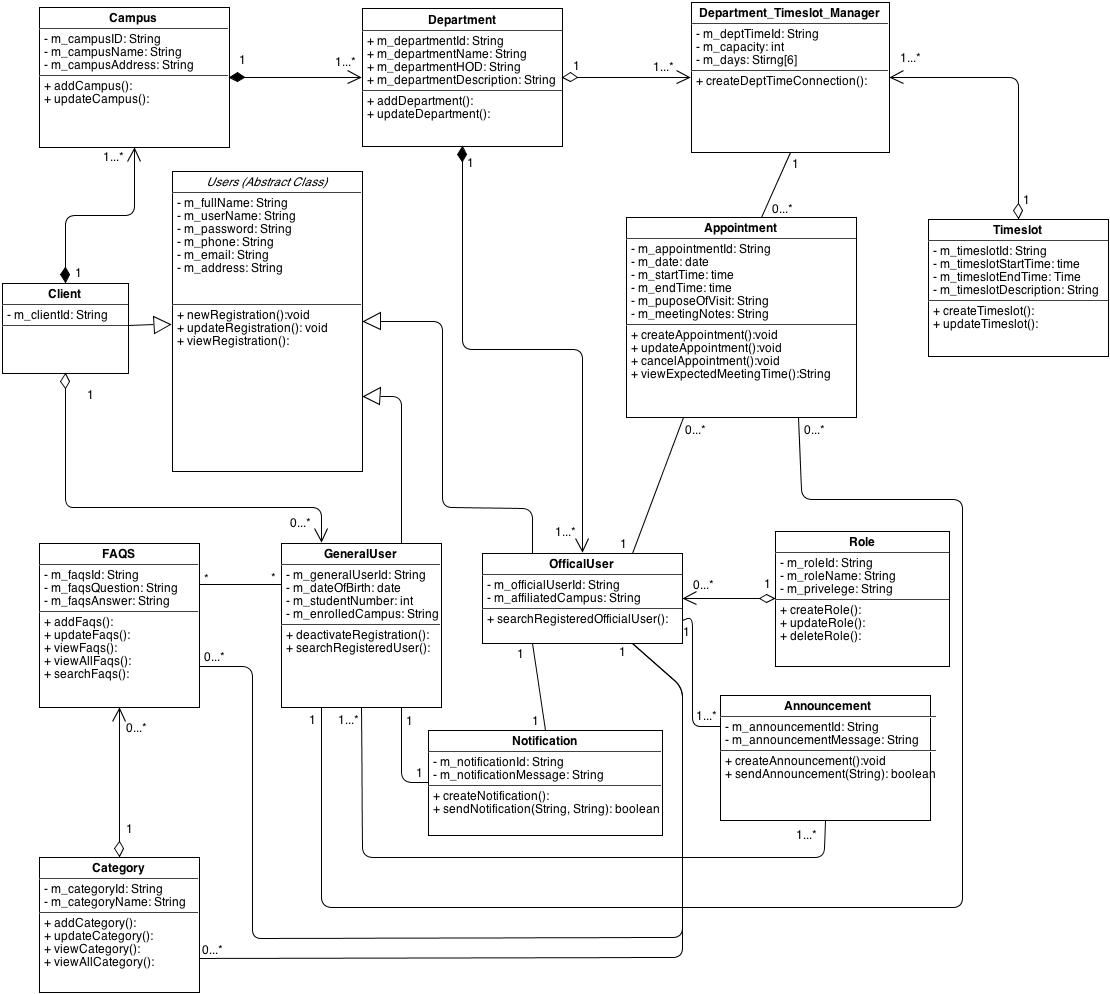 Campus
- m_campusID: String
- m_campusName: String
- m_campusAddress: String
+ addCampus():
+ updateCampus():
1
1...*
Department
+ m_departmentId: String
+ m_departmentName: String
+ m_departmentHOD: String
+ m_departmentDescription: String
+ addDepartment():
+ updateDepartment():
1
1...*
Department_Timeslot_Manager
- m_deptTimeId: String
- m_capacity: int
- m_days: Stirng[6]
+ createDeptTimeConnection():
1...*
1...*
1
1
Users (Abstract Class)
- m_fullName: String
- m_userName: String
- m_password: String
- m_phone: String
- m_email: String
- m_address: String
+ newRegistration():void
+ updateRegistration(): void
+ viewRegistration():
0...*
Appointment
- m_appointmentId: String
- m_date: date
- m_startTime: time
- m_endTime: time
- m_puposeOfVisit: String
- m_meetingNotes: String
+ createAppointment():void
+ updateAppointment():void
+ cancelAppointment():void
+ viewExpectedMeetingTime():String
1
Timeslot
- m_timeslotId: String
- m_timeslotStartTime: time
- m_timeslotEndTime: Time
- m_timeslotDescription: String
+ createTimeslot():
+ updateTimeslot():
1
Client
- m_clientId: String
1
0...*
0...*
0...*
1...*
1
FAQS
- m_faqsId: String
- m_faqsQuestion: String
- m_faqsAnswer: String
+ addFaqs():
+ updateFaqs():
+ viewFaqs():
+ viewAllFaqs():
+ searchFaqs():
*
*
GeneralUser
- m_generalUserId: String
- m_dateOfBirth: date
- m_studentNumber: int
- m_enrolledCampus: String
+ deactivateRegistration():
+ searchRegisteredUser():
OfficalUser
- m_officialUserId: String
- m_affiliatedCampus: String
+ searchRegisteredOfficialUser():
0...*
1
Role
- m_roleId: String
- m_roleName: String
- m_privelege: String
+ createRole():
+ updateRole():
+ deleteRole():
1
0...*
1
1
1...*
Announcement
- m_announcementId: String
- m_announcementMessage: String
+ createAnnouncement():void
+ sendAnnouncement(String): boolean
1...*
0...*
1
1...*
1
1
1
Notification
- m_notificationId: String
- m_notificationMessage: String
+ createNotification():
+ sendNotification(String, String): boolean
1
Category
- m_categoryId: String
- m_categoryName: String
+ addCategory():
+ updateCategory():
+ viewCategory():
+ viewAllCategory():
0...*